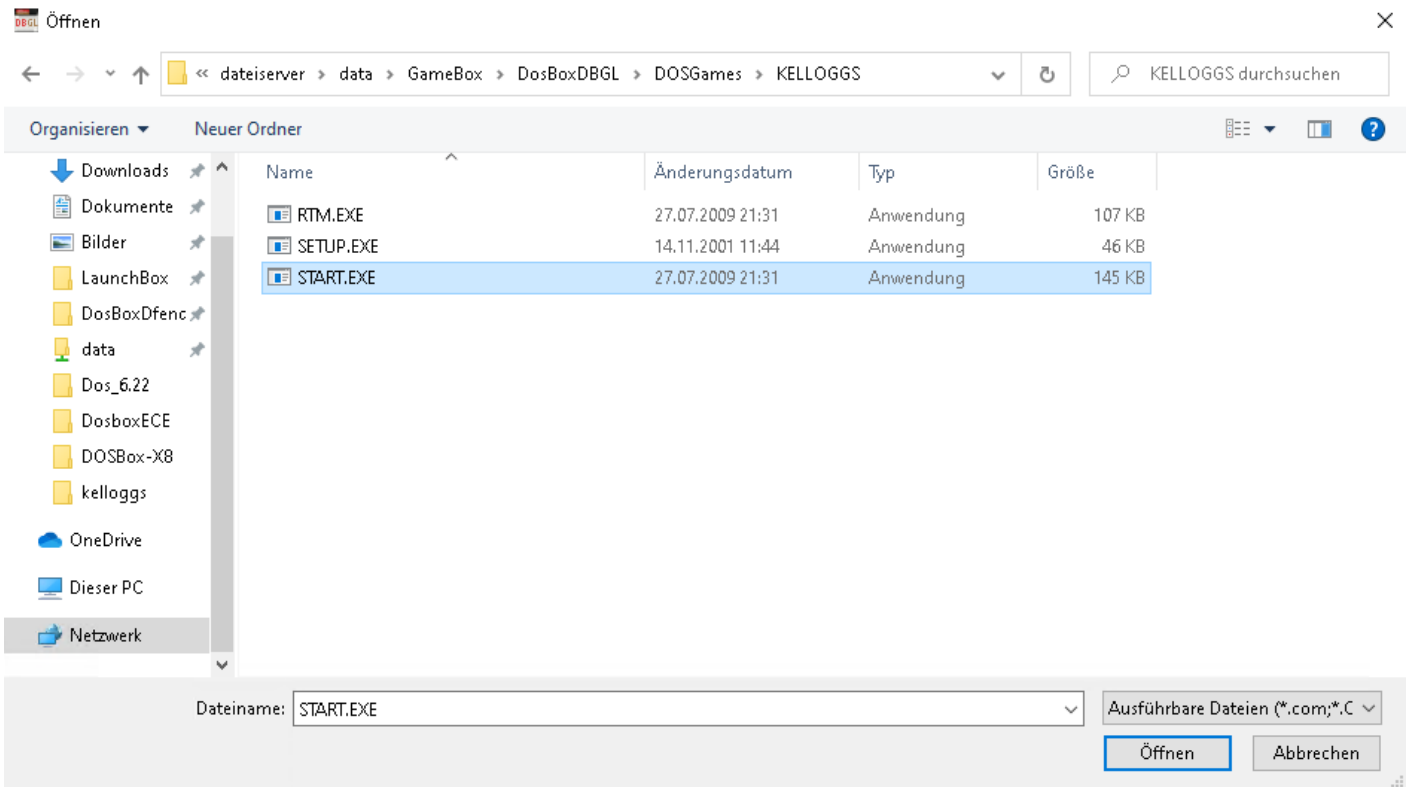 DBGL Öffnen
« dateiserver › data › GameBox › DosBoxDBGL › DOSGames › KELLOGGS KELLOGGS durchsuchen
Organisieren Neuer Ordner
Name Änderungsdatum Typ Größe
Downloads
Dokumente
Bilder
LaunchBox
DosBoxDfenc
data
Dos_6.22
DosboxECE
DOSBox-X8
kelloggs
OneDrive
Dieser PC
Netzwerk
RTM.EXE 27.07.2009 21:31 Anwendung 107 KB
SETUP.EXE 14.11.2001 11:44 Anwendung 46 KB
START.EXE 27.07.2009 21:31 Anwendung 145 KB
Dateiname: START.EXE Ausführbare Dateien (*.com;*.C
Öffnen Abbrechen